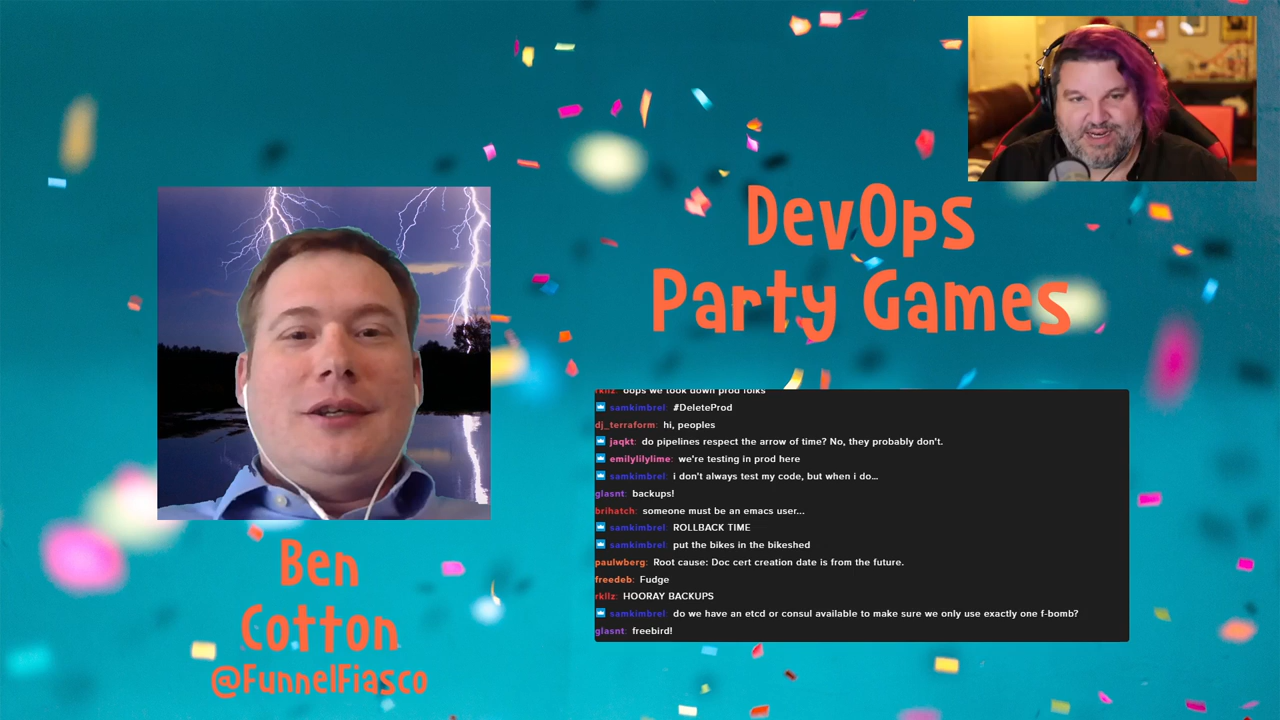 DevOps
Party Games
Ben
Cotton
@FunnelFiasco
rkllz: oops we took down prod folks
samkimbrel: #DeleteProd
dj_terraform: hi, peoples
jaqkt: do pipelines respect the arrow of time? No, they probably don't.
emilylilylime: we're testing in prod here
samkimbrel: i don't always test my code, but when i do...
glasnt: backups!
brihatch: someone must be an emacs user...
samkimbrel: ROLLBACK TIME
samkimbrel: put the bikes in the bikeshed
paulwberg: Root cause: Doc cert creation date is from the future.
freedeb: Fudge
rkllz: HOORAY BACKUPS
samkimbrel: do we have an etcd or consul available to make sure we only use exactly one f-bomb?
glasnt: freebird!